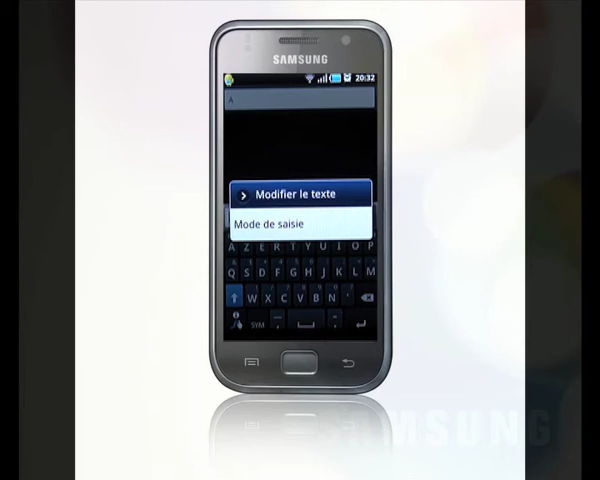 SAMSUNG
20:32
A
Modifier le texte
Mode de saisie
A Z E R T Y U I O P
Q S D F G H J K L M
W X C V B N '
SYM
SAMSUNG